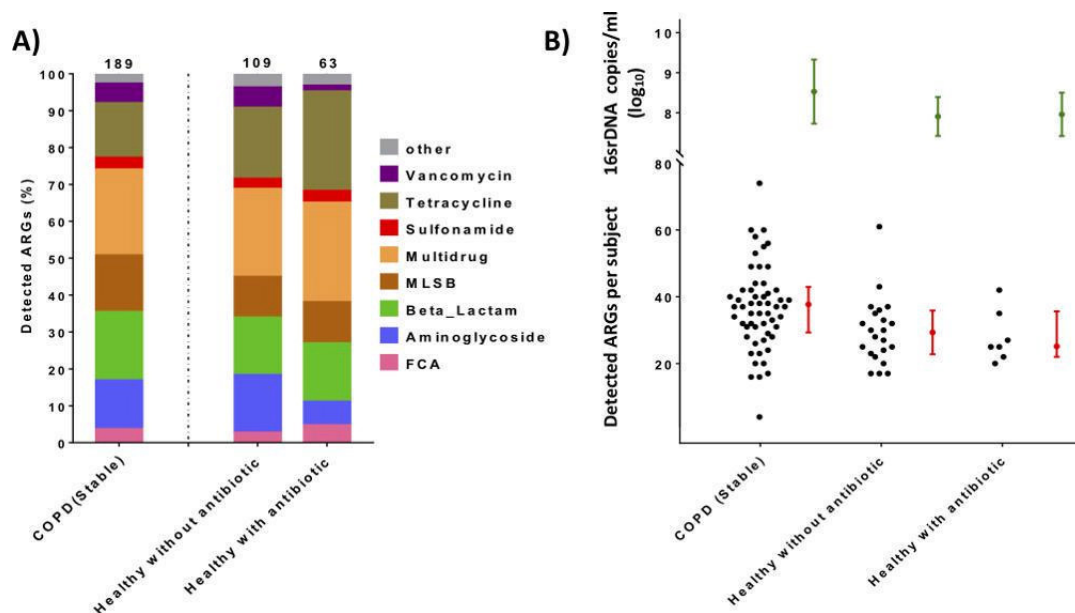 A)
189
109
63
100
90
80
70
60
50
40
30
20
10
0
Detected ARGs (%)
COPD(Stable)
Healthy without antibiotic
Healthy with antibiotic
other
Vancomycin
Tetracycline
Sulfonamide
Multidrug
MLSB
Beta_Lactam
Aminoglycoside
FCA
B)
16srDNA copies/ml
(log10)
10
9
8
Detected ARGs per subject
80
60
40
20
COPD (Stable)
Healthy without antibiotic
Healthy with antibiotic